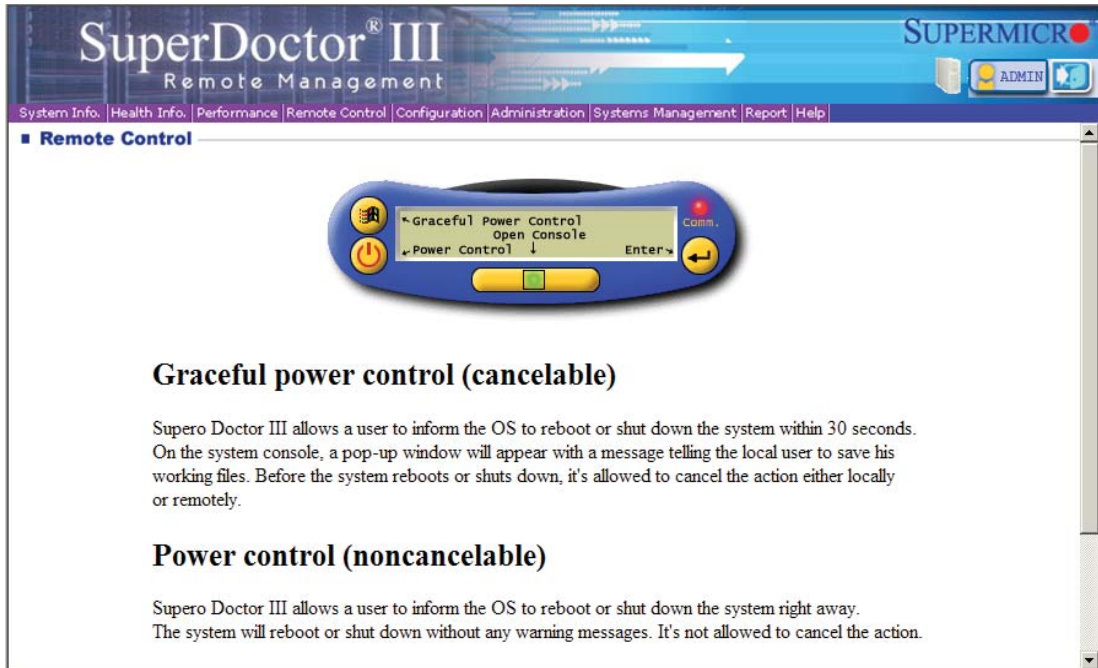 SuperDoctor® III
Remote Management
SUPERMICRO
ADMIN
System Info. Health Info. Performance Remote Control Configuration Administration Systems Management Report Help
Remote Control
Graceful Power Control
Open Console
Power Control ↓ Enter
Comm.
Graceful power control (cancelable)
Supero Doctor III allows a user to inform the OS to reboot or shut down the system within 30 seconds.
On the system console, a pop-up window will appear with a message telling the local user to save his
working files. Before the system reboots or shuts down, it's allowed to cancel the action either locally
or remotely.
Power control (noncancelable)
Supero Doctor III allows a user to inform the OS to reboot or shut down the system right away.
The system will reboot or shut down without any warning messages. It's not allowed to cancel the action.